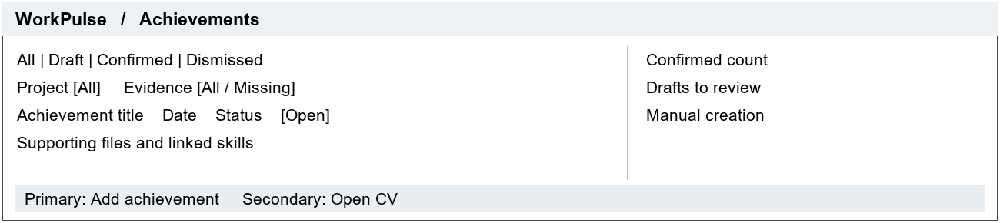 WorkPulse / Achievements
All | Draft | Confirmed | Dismissed
Project [All] Evidence [All / Missing]
Achievement title Date Status [Open]
Supporting files and linked skills
Confirmed count
Drafts to review
Manual creation
Primary: Add achievement Secondary: Open CV